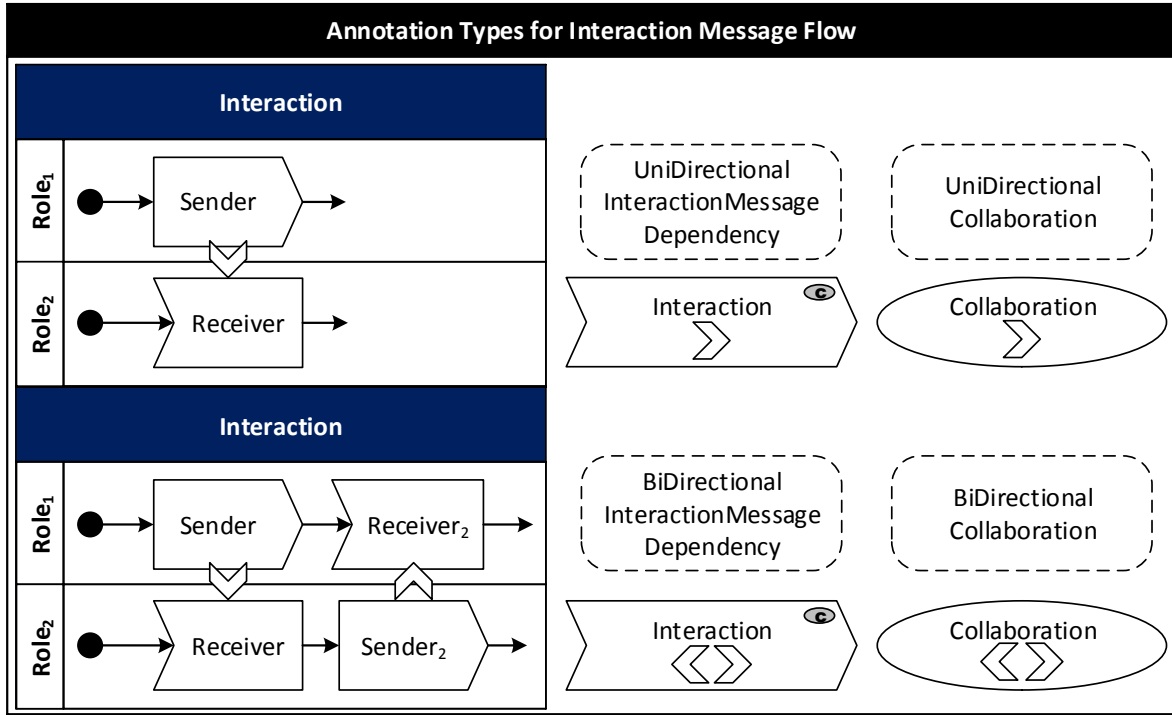 Annotation Types for Interaction Message Flow
Interaction
Role₁
Sender
Role₂
Receiver
UniDirectional
InteractionMessage
Dependency
UniDirectional
Collaboration
Interaction
C
Collaboration
Interaction
Role₁
Sender
Receiver₂
Role₂
Receiver
Sender₂
BiDirectional
InteractionMessage
Dependency
BiDirectional
Collaboration
Interaction
C
Collaboration